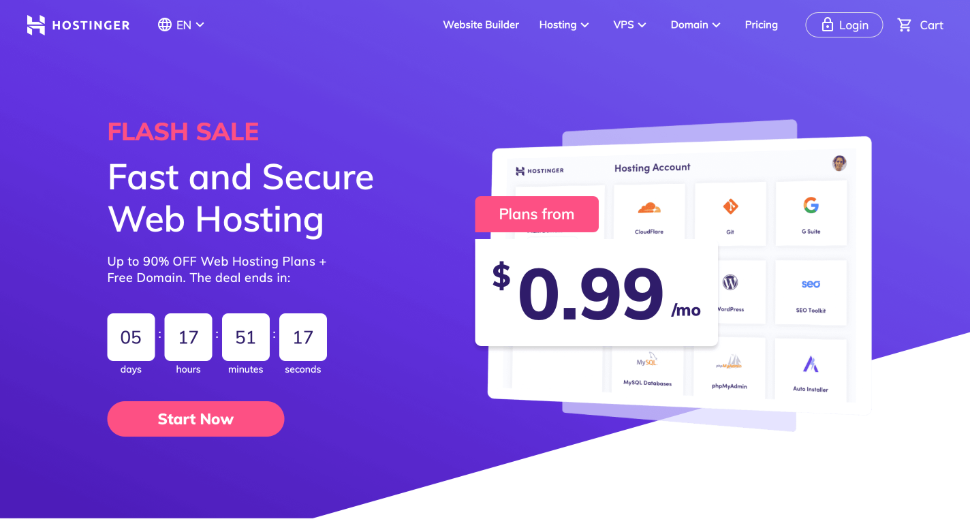 HOSTINGER
EN
Website Builder
Hosting
VPS
Domain
Pricing
Login
Cart
FLASH SALE
Fast and Secure
Web Hosting
Up to 90% OFF Web Hosting Plans +
Free Domain. The deal ends in:
05 : 17 : 51 : 17
days hours minutes seconds
Start Now
HOSTINGER
Hosting Account
Plans from
$0.99/mo
CloudFlare
Git
G Suite
WordPress
seo
SEO Toolkit
MySQL
MySQL Databases
phpMyAdmin
Auto Installer